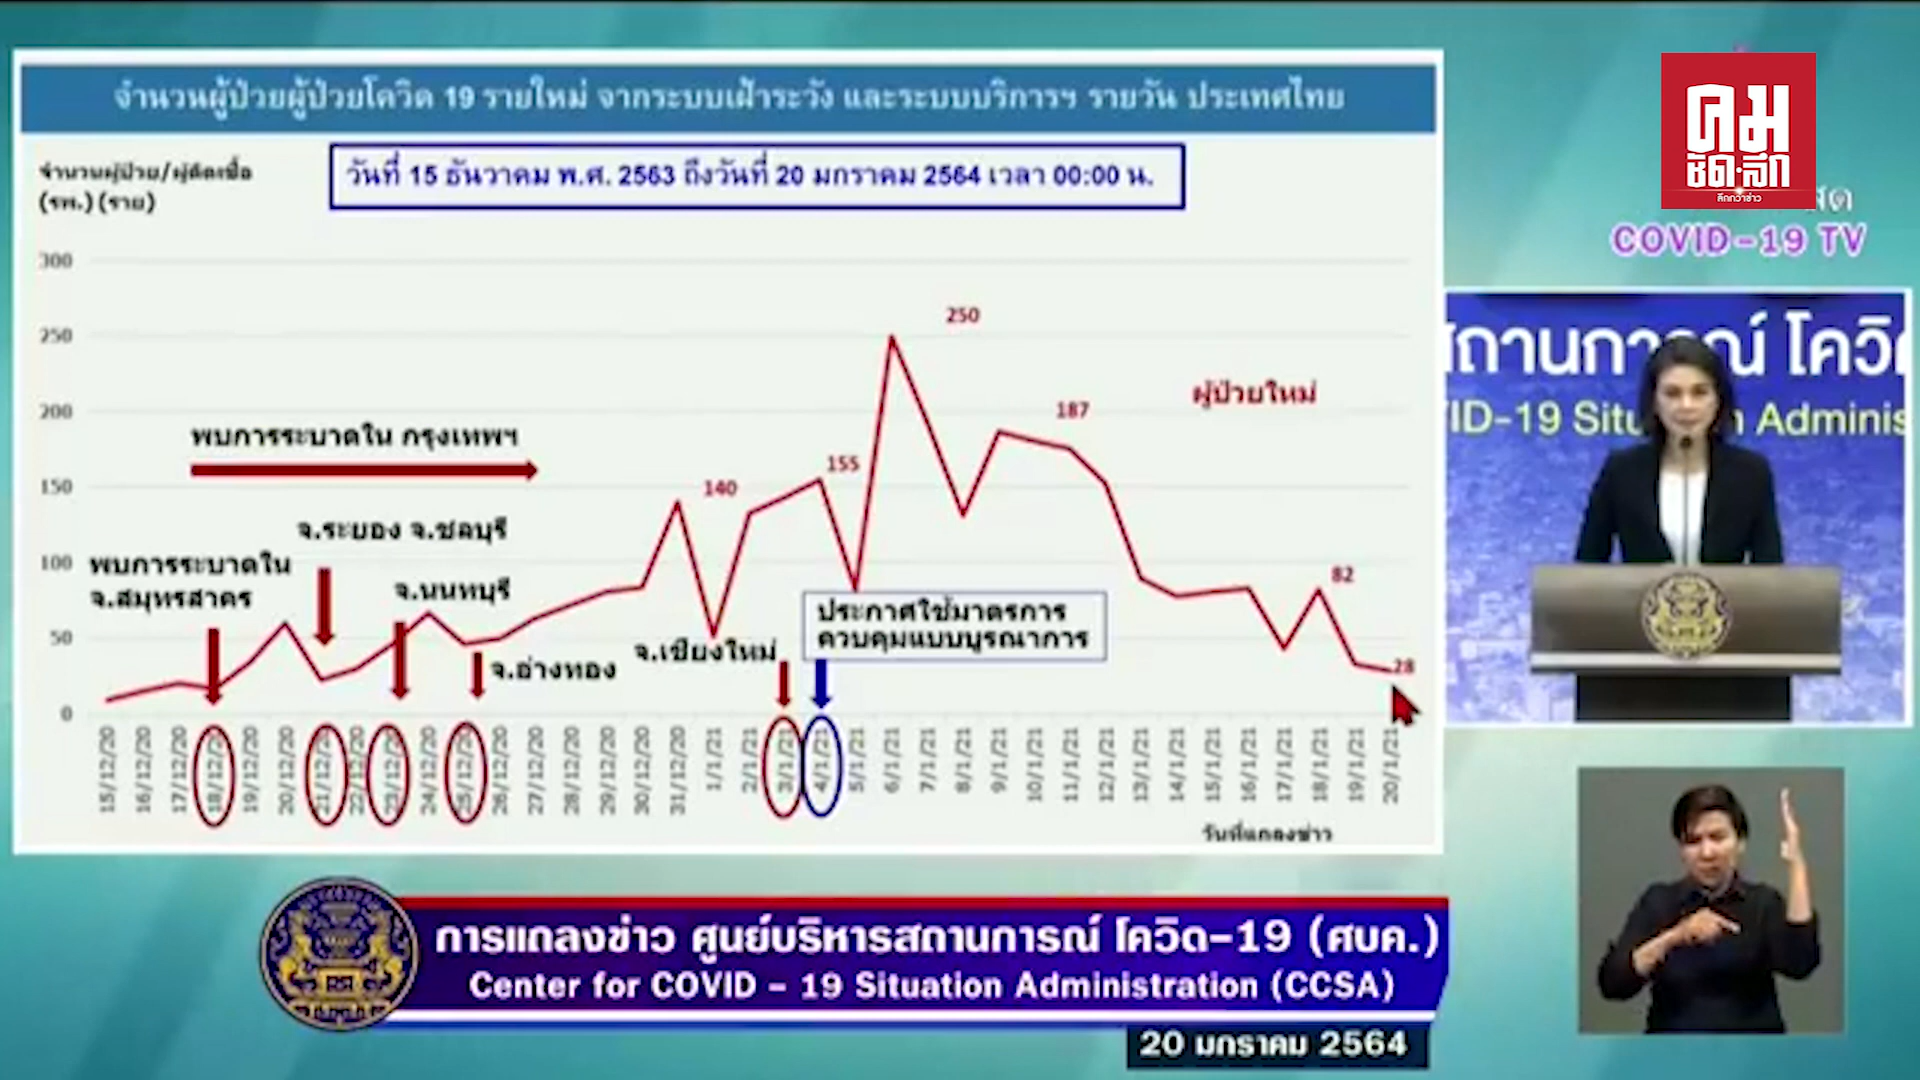 จำนวนผู้ป่วยผู้ป่วยโควิด 19 รายใหม่ จากระบบเฝ้าระวัง และระบบบริการฯ รายวัน ประเทศไทย
จำนวนผู้ป่วย/ผู้ติดเชื้อ
(รพ.) (ราย)
วันที่ 15 ธันวาคม พ.ศ. 2563 ถึงวันที่ 20 มกราคม 2564 เวลา 00:00 น.
300
250
200
150
100
50
0
250
187
ผู้ป่วยใหม่
พบการระบาดใน กรุงเทพฯ
155
140
จ.ระยอง จ.ชลบุรี
พบการระบาดใน
จ.สมุทรสาคร
จ.นนทบุรี
82
ประกาศใช้มาตรการ
ควบคุมแบบบูรณาการ
จ.เชียงใหม่
จ.อ่างทอง
28
15/12/20
16/12/20
17/12/20
18/12/20
19/12/20
20/12/20
21/12/20
22/12/20
23/12/20
24/12/20
25/12/20
26/12/20
27/12/20
28/12/20
29/12/20
30/12/20
31/12/20
1/1/21
2/1/21
3/1/21
4/1/21
5/1/21
6/1/21
7/1/21
8/1/21
9/1/21
10/1/21
11/1/21
12/1/21
13/1/21
14/1/21
15/1/21
16/1/21
17/1/21
18/1/21
19/1/21
20/1/21
วันที่แถลงข่าว
คม
ชัด ลึก
ลึกกว่าข่าว
สด
COVID-19 TV
สถานการณ์ โควิ
ID-19 Situ
Adminis
การแถลงข่าว ศูนย์บริหารสถานการณ์ โควิด-19 (ศบค.)
Center for COVID - 19 Situation Administration (CCSA)
20 มกราคม 2564